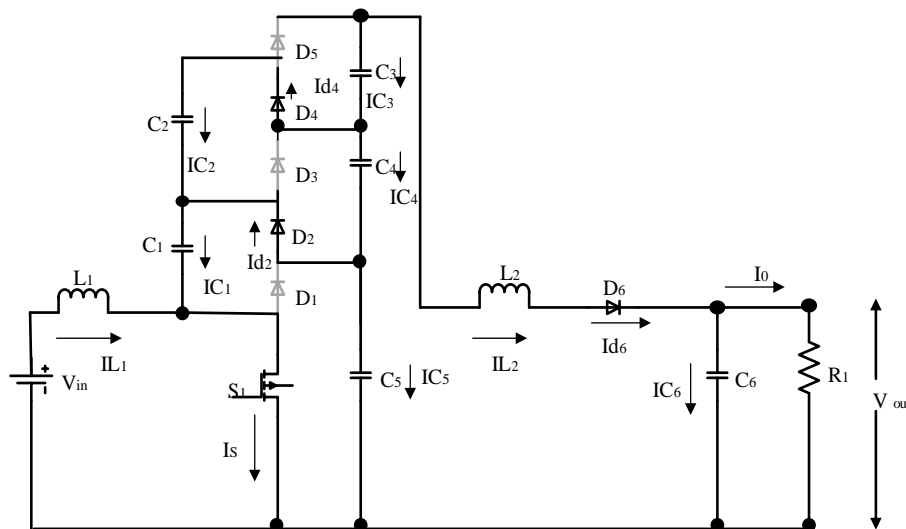 D5
C3
Id4
IC3
D4
C2
IC2
D3
C4
IC4
D2
C1
Id2
IC1
D1
L1
IL1
Vin
S1
IS
C5
IC5
L2
IL2
D6
Id6
I0
IC6
C6
R1
V ou